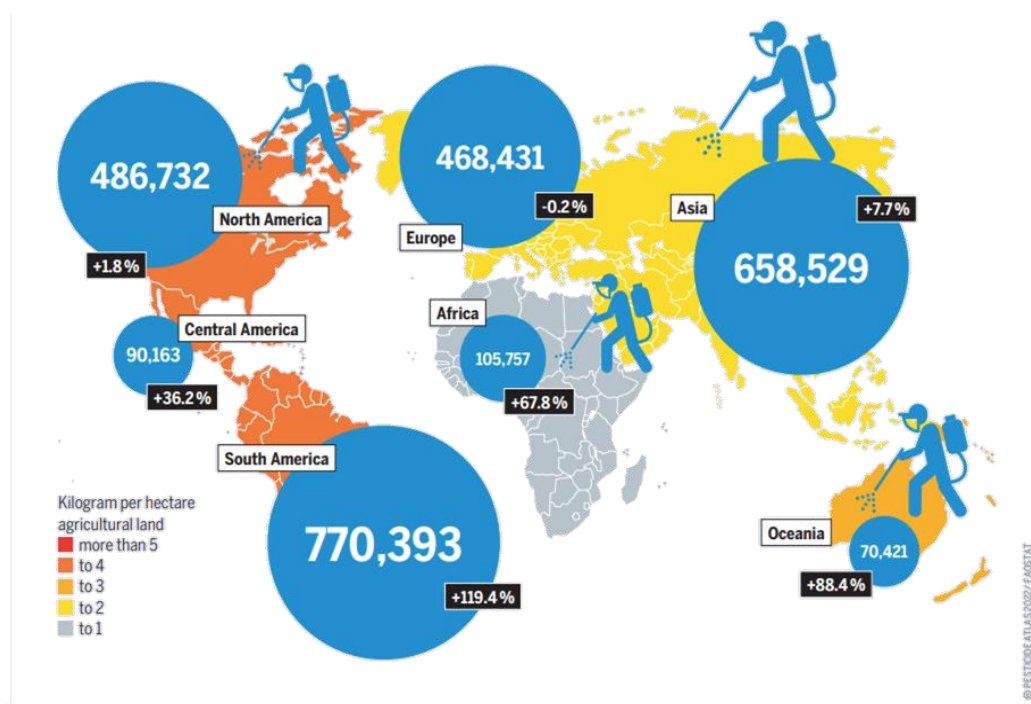 486,732
North America
+1.8 %
468,431
-0.2 %
Europe
Asia
+7.7 %
658,529
Central America
90,163
+36.2 %
Africa
105,757
+67.8 %
South America
770,393
+119.4 %
Oceania
70,421
+88.4 %
Kilogram per hectare
agricultural land
more than 5
to 4
to 3
to 2
to 1
© PESTICIDE ATLAS 2022/ FAOSTAT